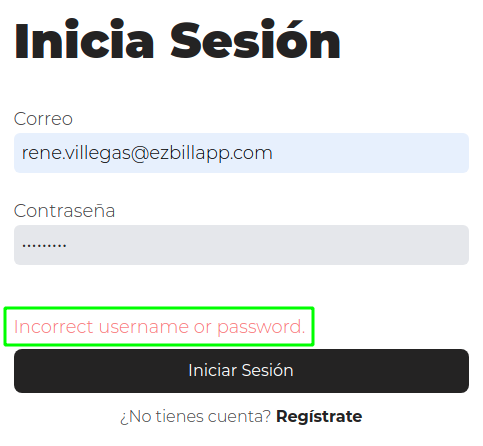 Inicia Sesión
Correo
rene.villegas@ezbillapp.com
Contraseña
·········
Incorrect username or password.
Iniciar Sesión
¿No tienes cuenta? Regístrate